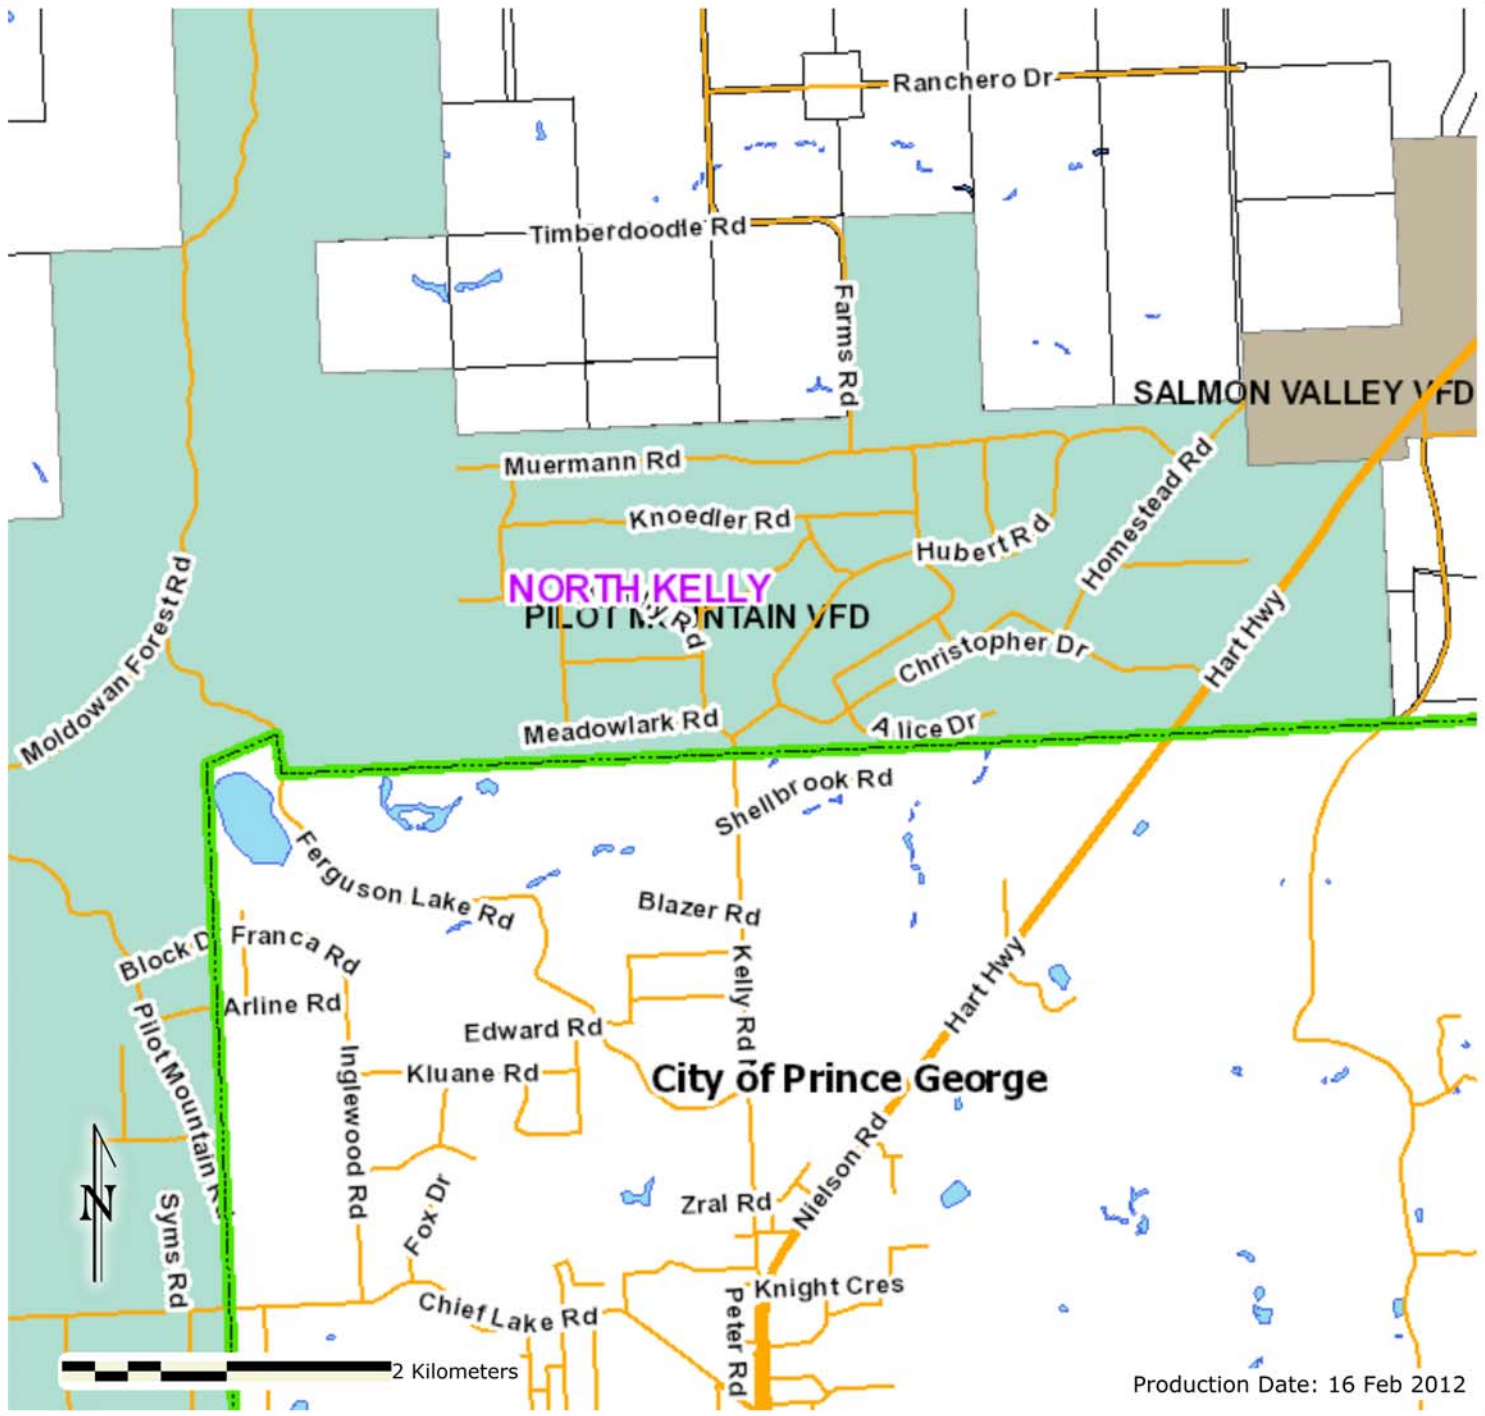 Ranchero Dr
Timberdoodle Rd
Farms Rd
SALMON VALLEY VFD
Muermann Rd
Knoedler Rd
Hubert Rd
Homestead Rd
NORTH KELLY
PILOT MOUNTAIN VFD
Rd
Moldowan Forest Rd
Christopher Dr
Hart Hwy
Meadowlark Rd
Alice Dr
Shellbrook Rd
Ferguson Lake Rd
Blazer Rd
Franca Rd
Block D
Arline Rd
Kelly Rd
Hart Hwy
Edward Rd
Kluane Rd
City of Prince George
Pilot Mountain Rd
Inglewood Rd
Nielson Rd
Fox Dr
Zral Rd
N
Syms Rd
Knight Cres
Chief Lake Rd
Peter Rd
2 Kilometers
Production Date: 16 Feb 2012